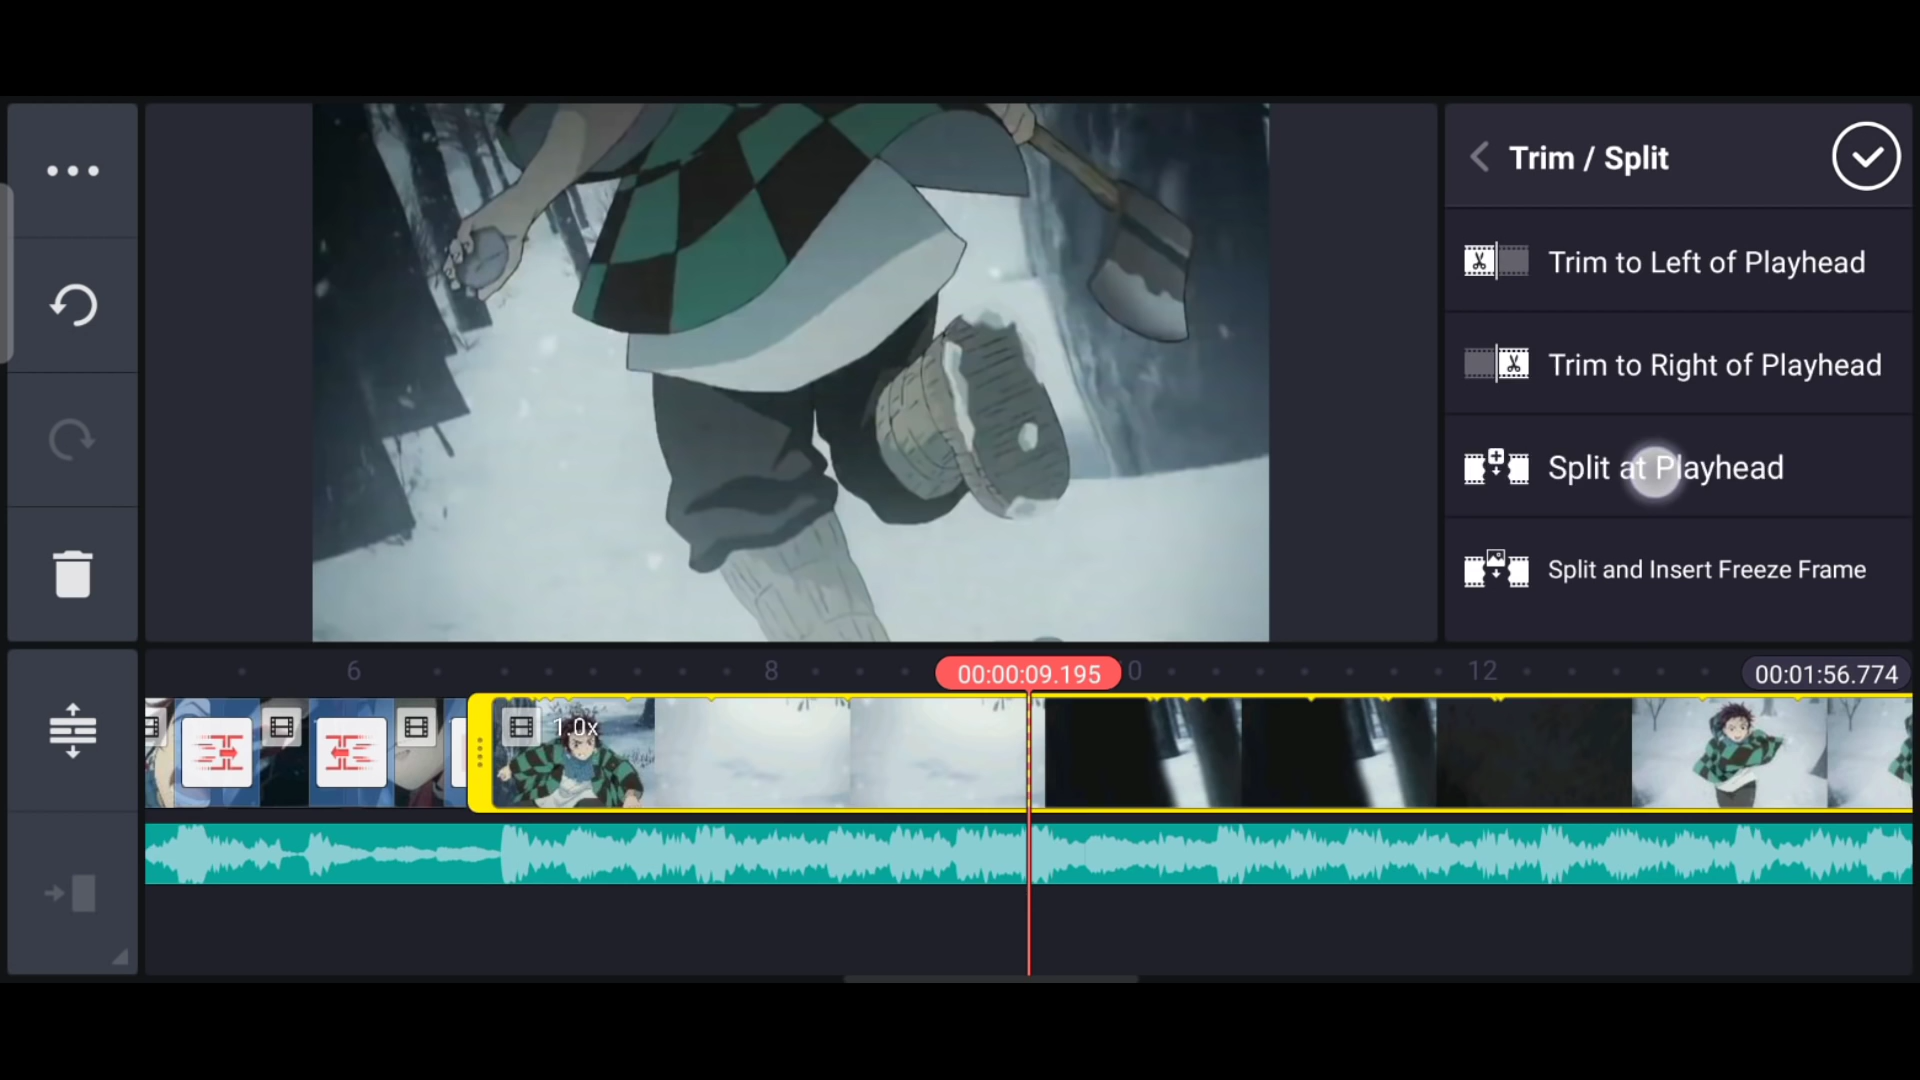 Trim / Split
Trim to Left of Playhead
Trim to Right of Playhead
Split at Playhead
Split and Insert Freeze Frame
6
8
00:00:09.195
0
12
00:01:56.774
1.0x